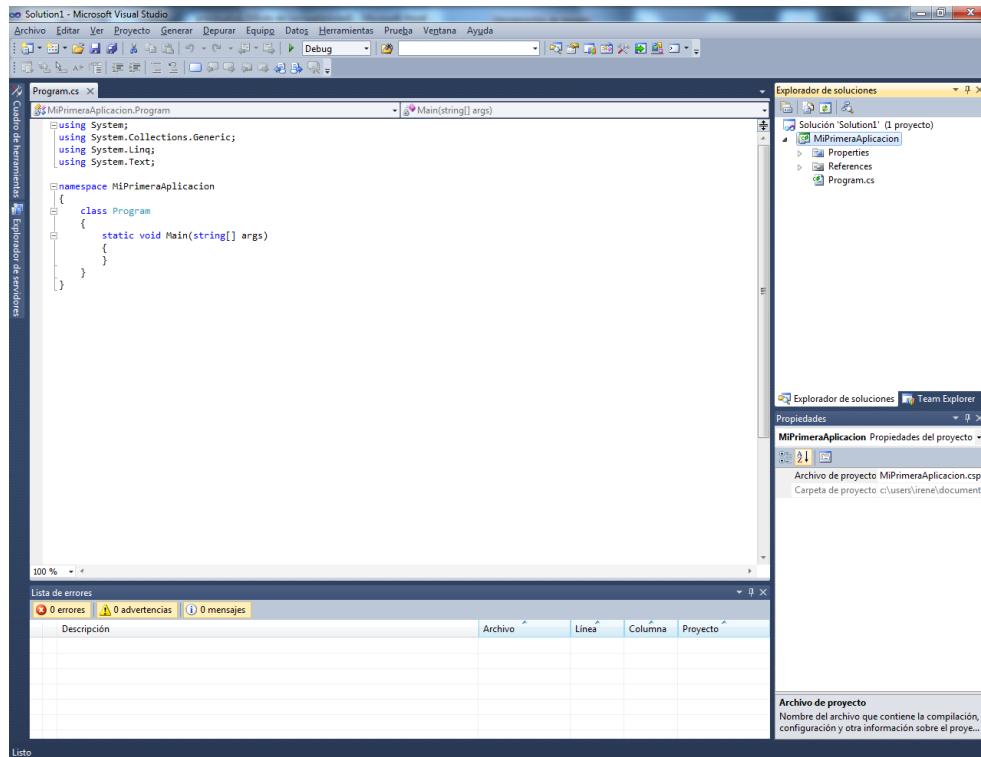 Solution1 - Microsoft Visual Studio
Archivo Editar Ver Proyecto Generar Depurar Equipo Datos Herramientas Prueba Ventana Ayuda
Debug
Cuadro de herramientas
Explorador de servidores
Program.cs
MiPrimeraAplicacion.Program
Main(string[] args)
using System;
using System.Collections.Generic;
using System.Linq;
using System.Text;
namespace MiPrimeraAplicacion
{
class Program
{
static void Main(string[] args)
{
}
}
}
100 %
Lista de errores
0 errores 0 advertencias 0 mensajes
Descripción Archivo Línea Columna Proyecto
Listo
Explorador de soluciones
Solución 'Solution1' (1 proyecto)
MiPrimeraAplicacion
Properties
References
Program.cs
Explorador de soluciones Team Explorer
Propiedades
MiPrimeraAplicacion Propiedades del proyecto
Archivo de proyecto MiPrimeraAplicacion.csp
Carpeta de proyecto c:\users\irene\document
Archivo de proyecto
Nombre del archivo que contiene la compilación,
configuración y otra información sobre el proye...